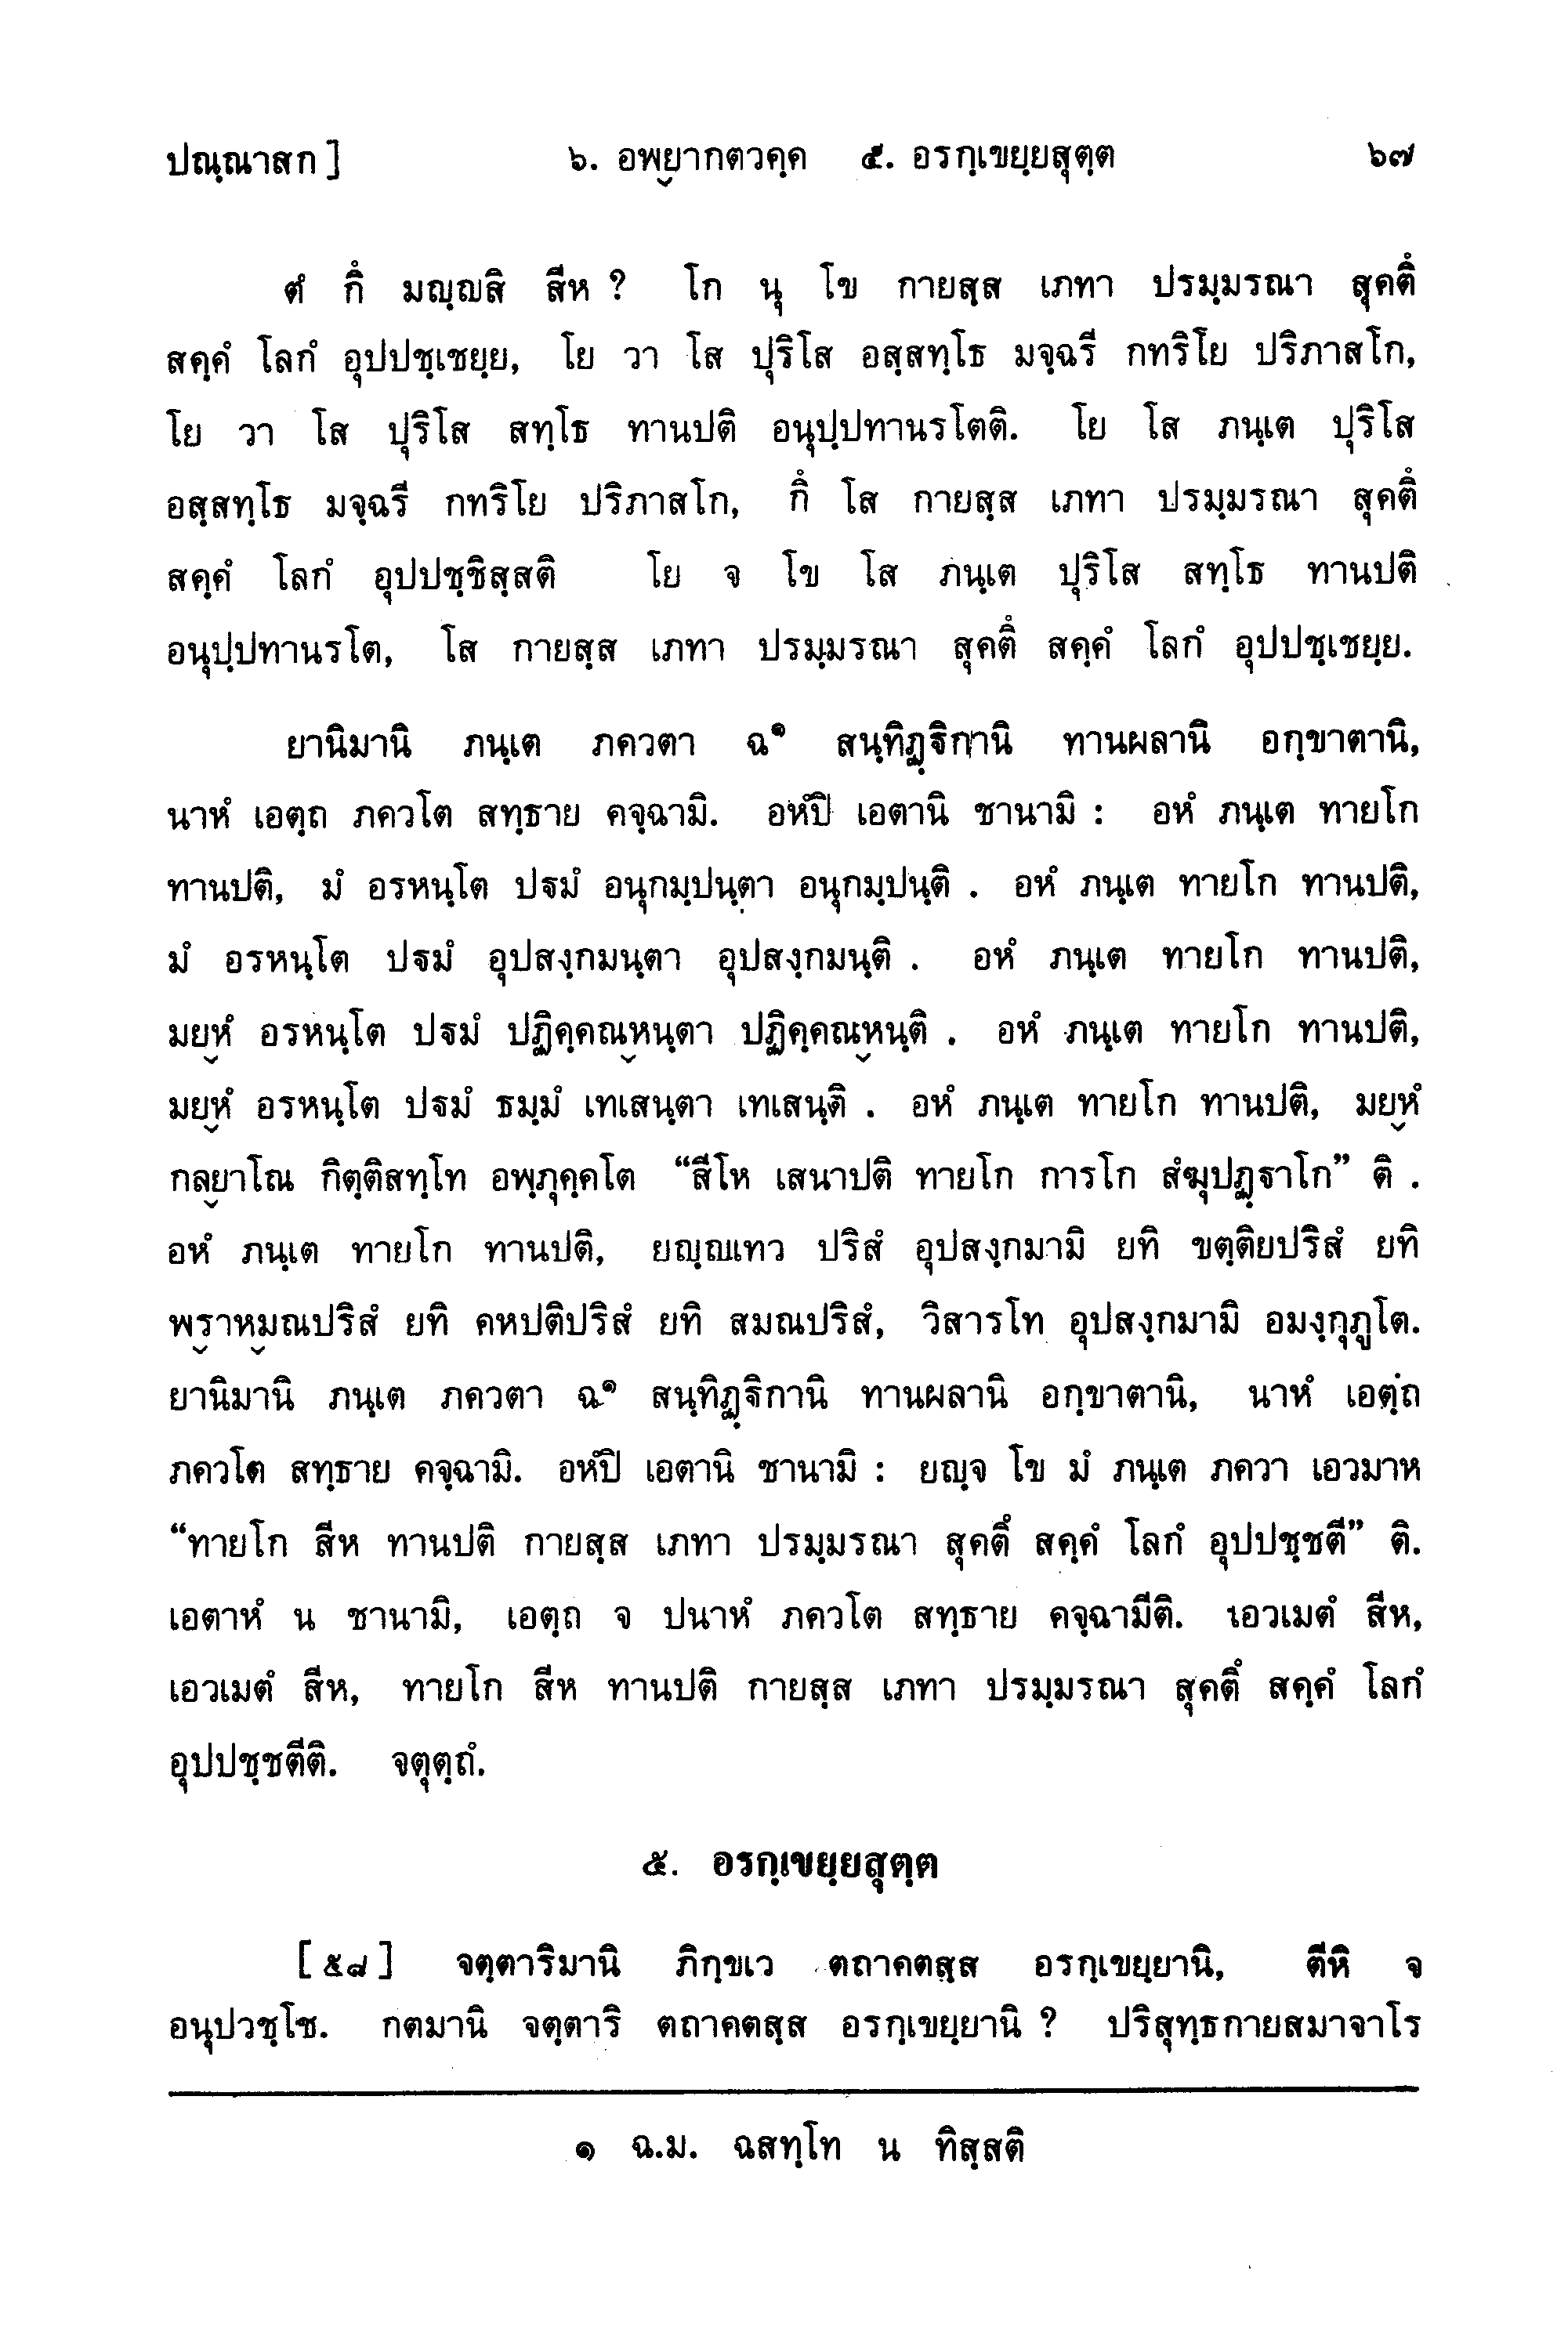 ปณฺณาสก]   ๖. อพ๎ยากตวคฺค   ๕. อรกฺเขยฺยสุตฺต   ๖๗
ตํ กึ มญฺญสิ สีห ? โก นุ โข กายสฺส เภทา ปรมฺมรณา สุคตึ
สคฺคํ โลกํ อุปปชฺเชยฺย, โย วา โส ปุริโส อสฺสทฺโธ มจฺฉรี กทริโย ปริภาสโก,
โย วา โส ปุริโส สทฺโธ ทานปติ อนุปฺปทานรโตติ. โย โส ภนฺเต ปุริโส
อสฺสทฺโธ มจฺฉรี กทริโย ปริภาสโก, กึ โส กายสฺส เภทา ปรมฺมรณา สุคตึ
สคฺคํ โลกํ อุปปชฺชิสฺสติ โย จ โข โส ภนฺเต ปุริโส สทฺโธ ทานปติ
อนุปฺปทานรโต, โส กายสฺส เภทา ปรมฺมรณา สุคตึ สคฺคํ โลกํ อุปปชฺเชยฺย.
ยานิมานิ ภนฺเต ภควตา ฉ๑ สนฺทิฏฺฐิกานิ ทานผลานิ อกฺขาตานิ,
นาหํ เอตฺถ ภควโต สทฺธาย คจฺฉามิ. อหํปิ เอตานิ ชานามิ : อหํ ภนฺเต ทายโก
ทานปติ, มํ อรหนฺโต ปฐมํ อนุกมฺปนฺตา อนุกมฺปนฺติ . อหํ ภนฺเต ทายโก ทานปติ,
มํ อรหนฺโต ปฐมํ อุปสงฺกมนฺตา อุปสงฺกมนฺติ . อหํ ภนฺเต ทายโก ทานปติ,
มย๎หํ อรหนฺโต ปฐมํ ปฏิคฺคณ๎หนฺตา ปฏิคฺคณ๎หนฺติ . อหํ ภนฺเต ทายโก ทานปติ,
มย๎หํ อรหนฺโต ปฐมํ ธมฺมํ เทเสนฺตา เทเสนฺติ . อหํ ภนฺเต ทายโก ทานปติ, มย๎หํ
กล๎ยาโณ กิตฺติสทฺโท อพฺภุคฺคโต “สีโห เสนาปติ ทายโก การโก สํฆุปฏฺฐาโก” ติ .
อหํ ภนฺเต ทายโก ทานปติ, ยญฺญเทว ปริสํ อุปสงฺกมามิ ยทิ ขตฺติยปริสํ ยทิ
พ๎ราห๎มณปริสํ ยทิ คหปติปริสํ ยทิ สมณปริสํ, วิสารโท อุปสงฺกมามิ อมงฺกุภูโต.
ยานิมานิ ภนฺเต ภควตา ฉ๑ สนฺทิฏฺฐิกานิ ทานผลานิ อกฺขาตานิ, นาหํ เอตฺถ
ภควโต สทฺธาย คจฺฉามิ. อหํปิ เอตานิ ชานามิ : ยญฺจ โข มํ ภนฺเต ภควา เอวมาห
“ทายโก สีห ทานปติ กายสฺส เภทา ปรมฺมรณา สุคตึ สคฺคํ โลกํ อุปปชฺชตี” ติ.
เอตาหํ น ชานามิ, เอตฺถ จ ปนาหํ ภควโต สทฺธาย คจฺฉามีติ. เอวเมตํ สีห,
เอวเมตํ สีห, ทายโก สีห ทานปติ กายสฺส เภทา ปรมฺมรณา สุคตึ สคฺคํ โลกํ
อุปปชฺชตีติ. จตุตฺถํ.
๕. อรกฺเขยฺยสุตฺต
[๕๘] จตฺตาริมานิ ภิกฺขเว ตถาคตสฺส อรกฺเขยฺยานิ, ตีหิ จ
อนุปวชฺโช. กตมานิ จตฺตาริ ตถาคตสฺส อรกฺเขยฺยานิ ? ปริสุทฺธกายสมาจาโร
๑ ฉ.ม. ฉสทฺโท น ทิสฺสติ